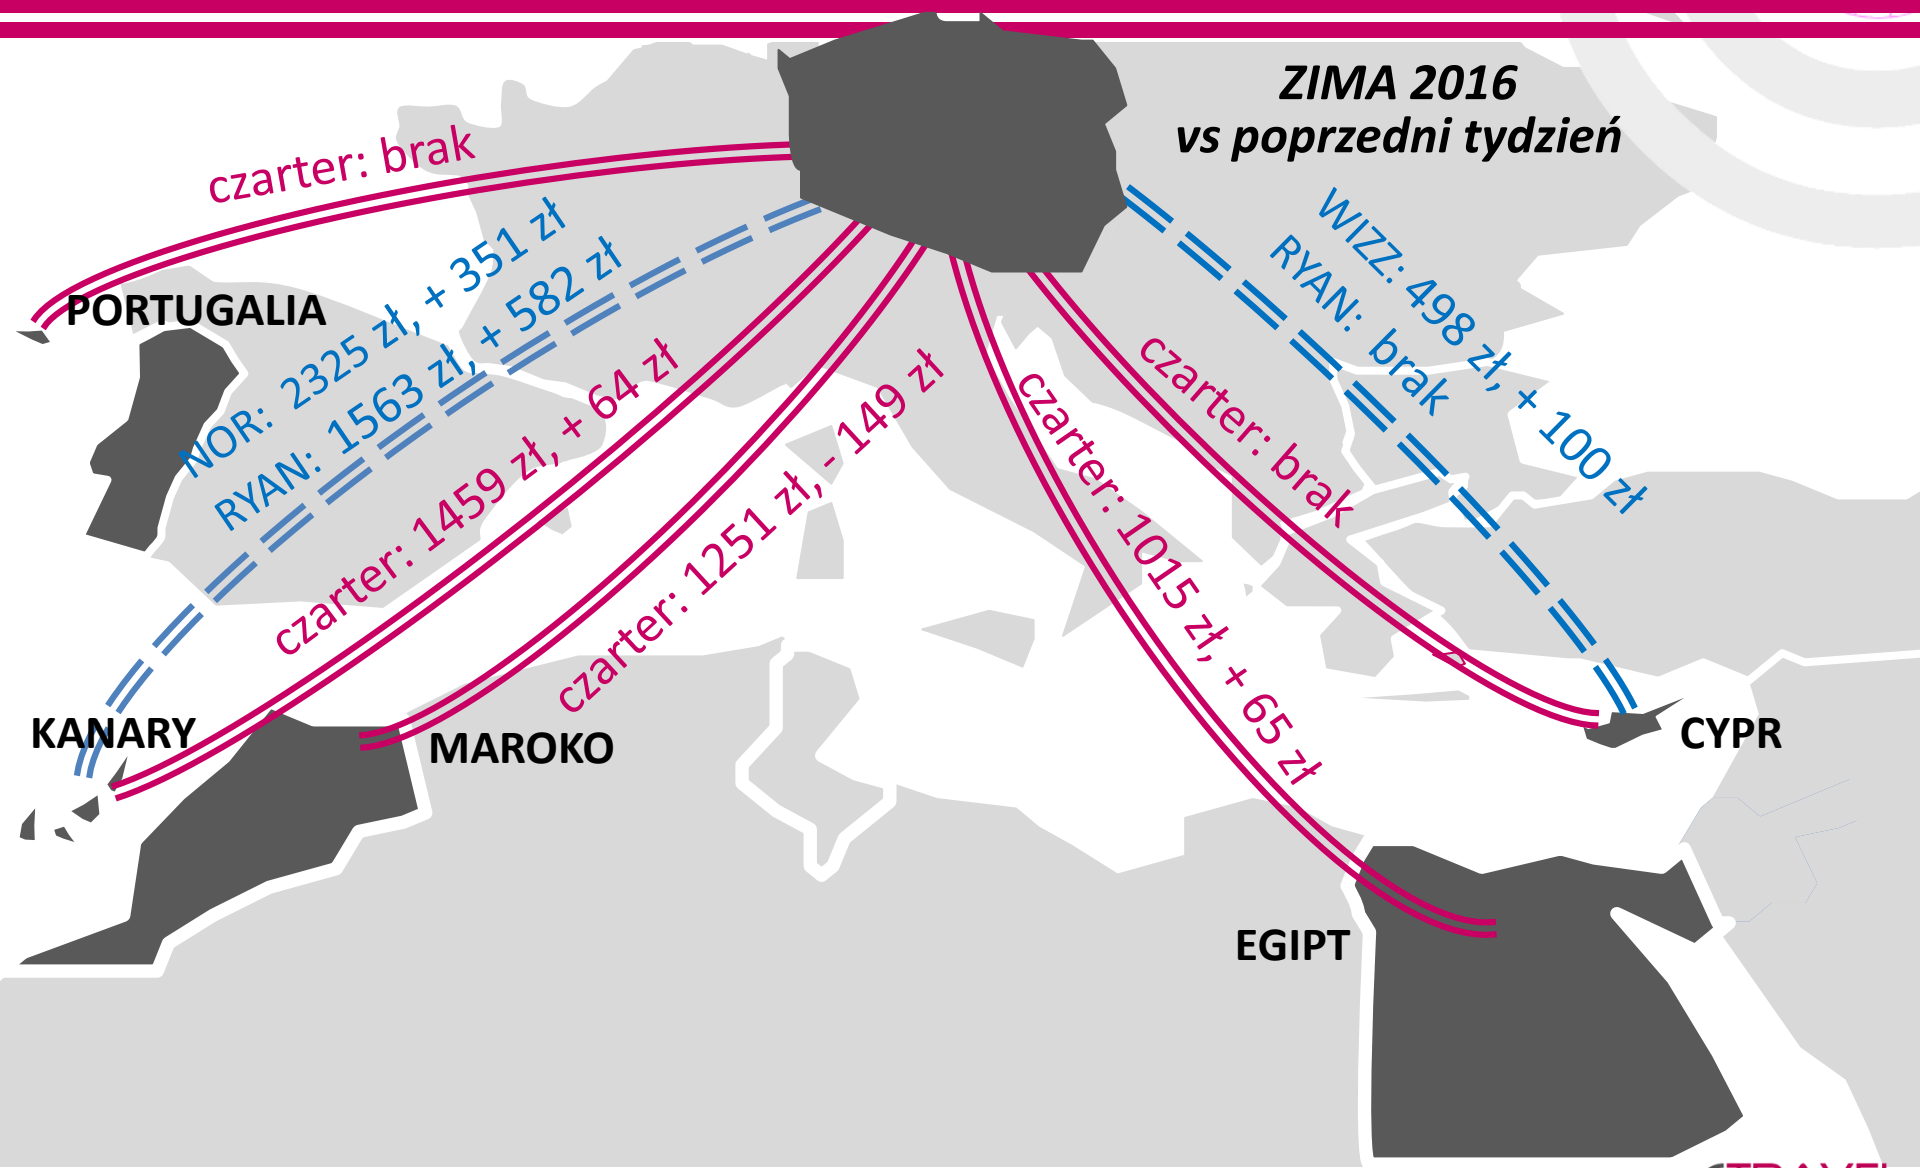 ZIMA 2016
vs poprzedni tydzień
czarter: brak
PORTUGALIA
NOR: 2325 zł, + 351 zł
RYAN: 1563 zł, + 582 zł
czarter: 1459 zł, + 64 zł
czarter: 1251 zł, - 149 zł
czarter: 1015 zł, + 65 zł
czarter: brak
WIZZ: 498 zł, + 100 zł
RYAN: brak
KANARY
MAROKO
CYPR
EGIPT